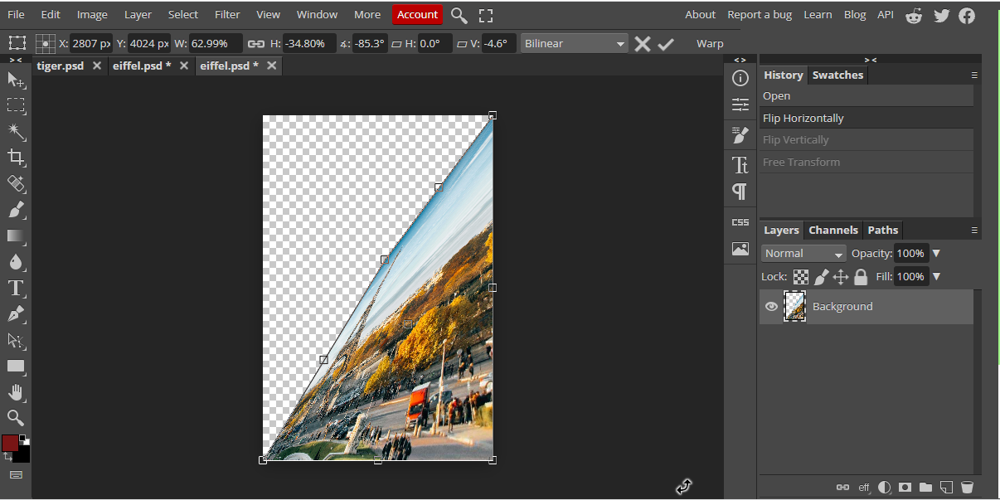 File Edit Image Layer Select Filter View Window More Account About Report a bug Learn Blog API
X: 2807 px Y: 4024 px W: 62.99% H: -34.80% ∡: -85.3° H: 0.0° V: -4.6° Bilinear Warp
> < tiger.psd eiffel.psd * eiffel.psd * < > > <
History Swatches
Open
Flip Horizontally
Flip Vertically
Free Transform
Tt
¶
CSS
Layers Channels Paths
Normal Opacity: 100%
Lock: Fill: 100%
Background
T
eff